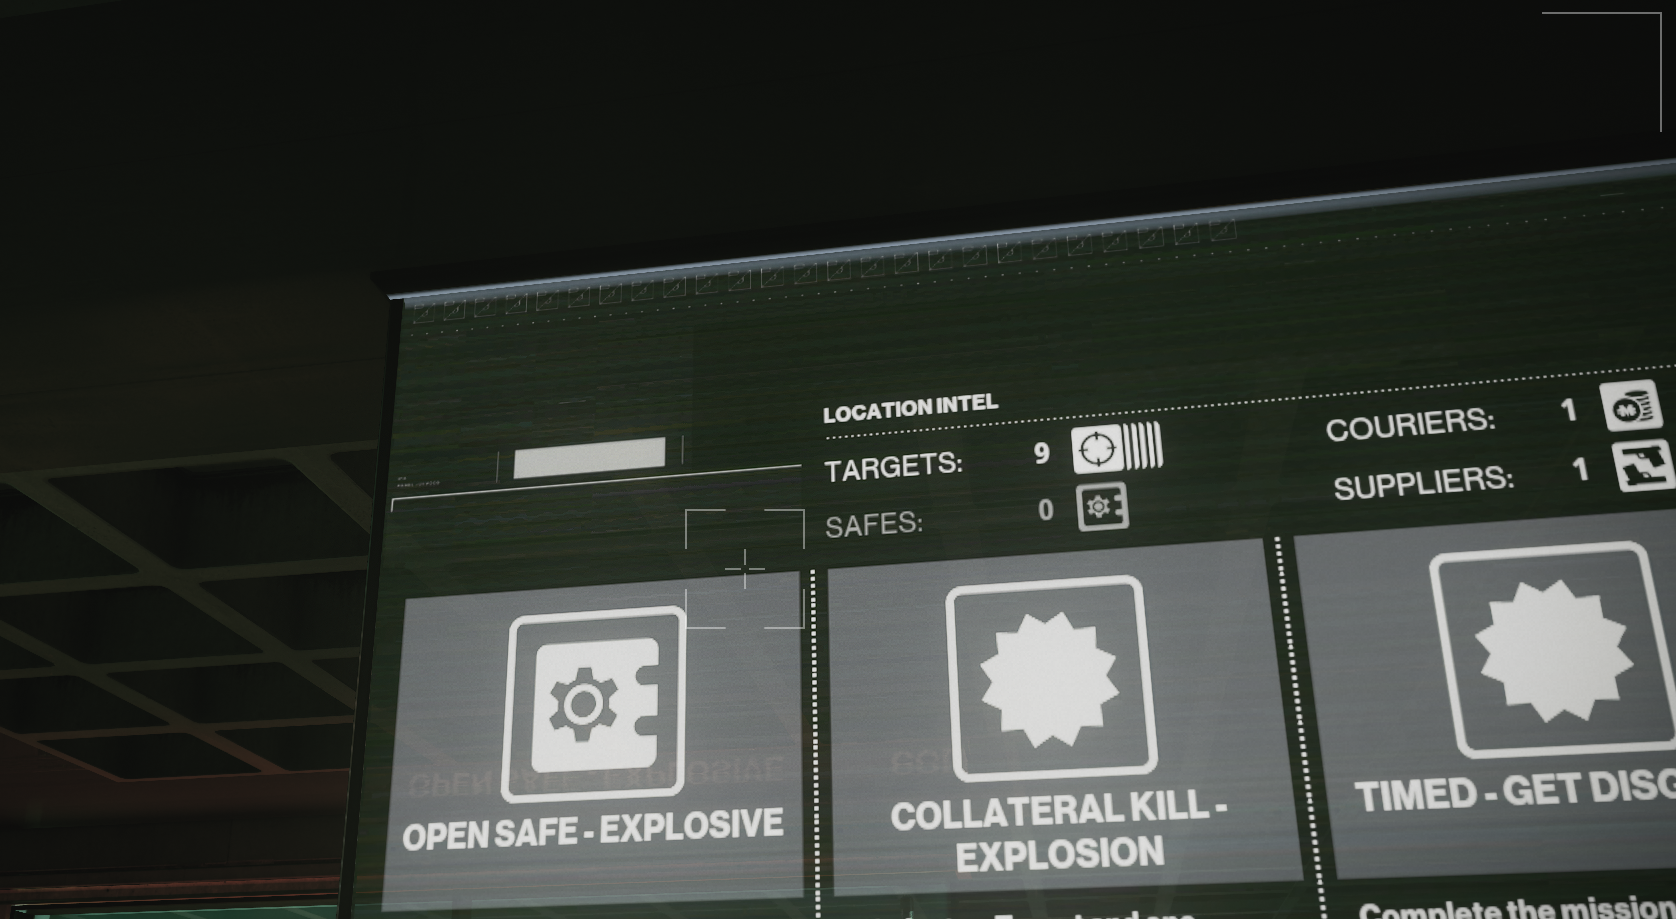 LOCATION INTEL
TARGETS: 9
COURIERS: 1
SAFES: 0
SUPPLIERS: 1
OPEN SAFE - EXPLOSIVE
COLLATERAL KILL -
EXPLOSION
TIMED - GET
Complete the mission